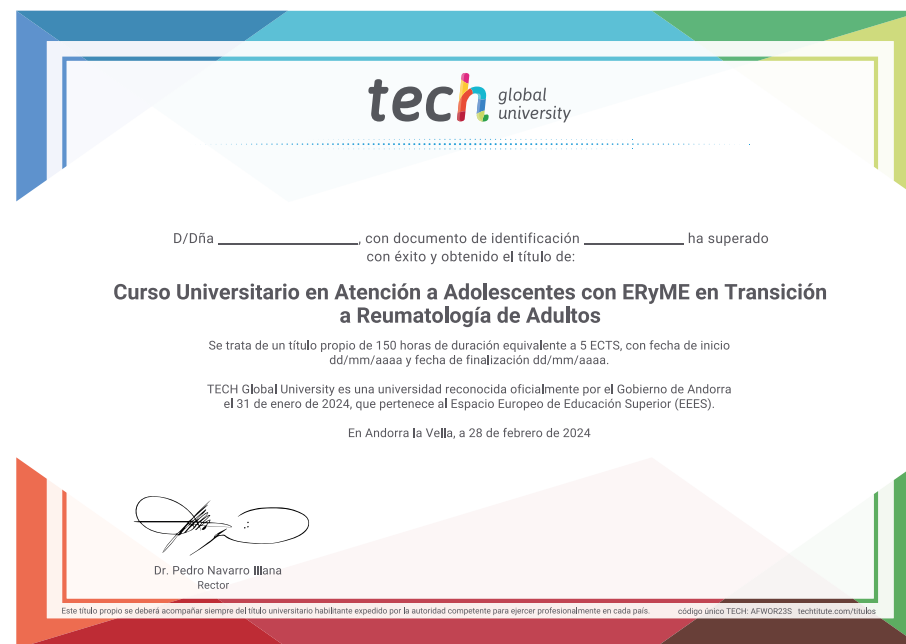 tech global
university
D/Dña ____________________, con documento de identificación ______________ ha superado
con éxito y obtenido el título de:
Curso Universitario en Atención a Adolescentes con ERyME en Transición
a Reumatología de Adultos
Se trata de un título propio de 150 horas de duración equivalente a 5 ECTS, con fecha de inicio
dd/mm/aaaa y fecha de finalización dd/mm/aaaa.
TECH Global University es una universidad reconocida oficialmente por el Gobierno de Andorra
el 31 de enero de 2024, que pertenece al Espacio Europeo de Educación Superior (EEES).
En Andorra la Vella, a 28 de febrero de 2024
Dr. Pedro Navarro Illana
Rector
Este título propio se deberá acompañar siempre del título universitario habilitante expedido por la autoridad competente para ejercer profesionalmente en cada país. código único TECH: AFWOR23S techtitute.com/titulos